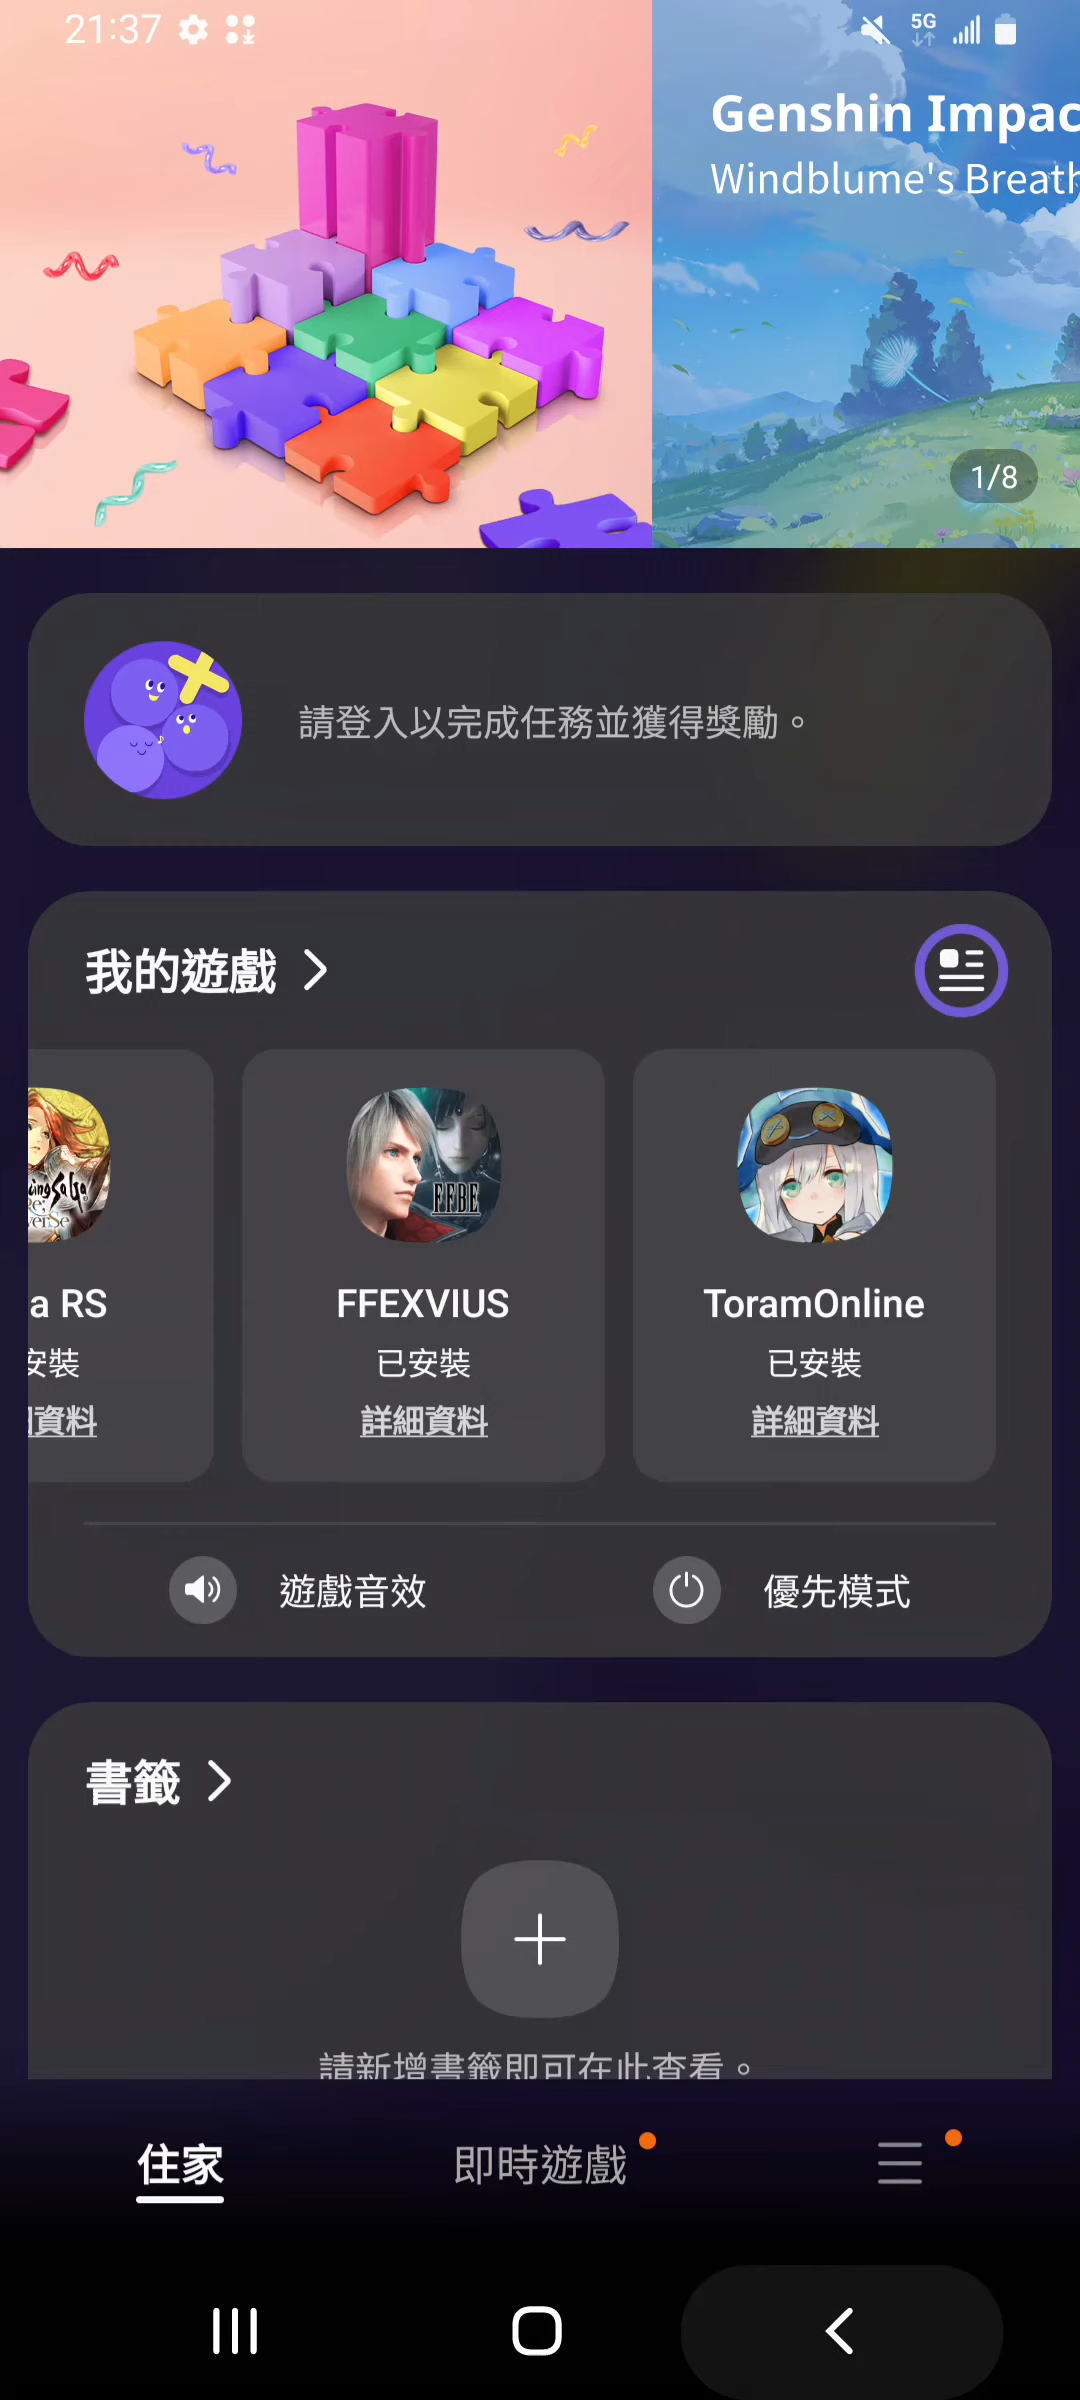 21:37
5G
Genshin Impac
Windblume's Breath
1/8
請登入以完成任務並獲得獎勵。
我的遊戲
a RS
安裝
資料
FFBE
FFEXVIUS
已安裝
詳細資料
ToramOnline
已安裝
詳細資料
遊戲音效
優先模式
書籤
請新增書籤即可在此查看。
住家
即時遊戲